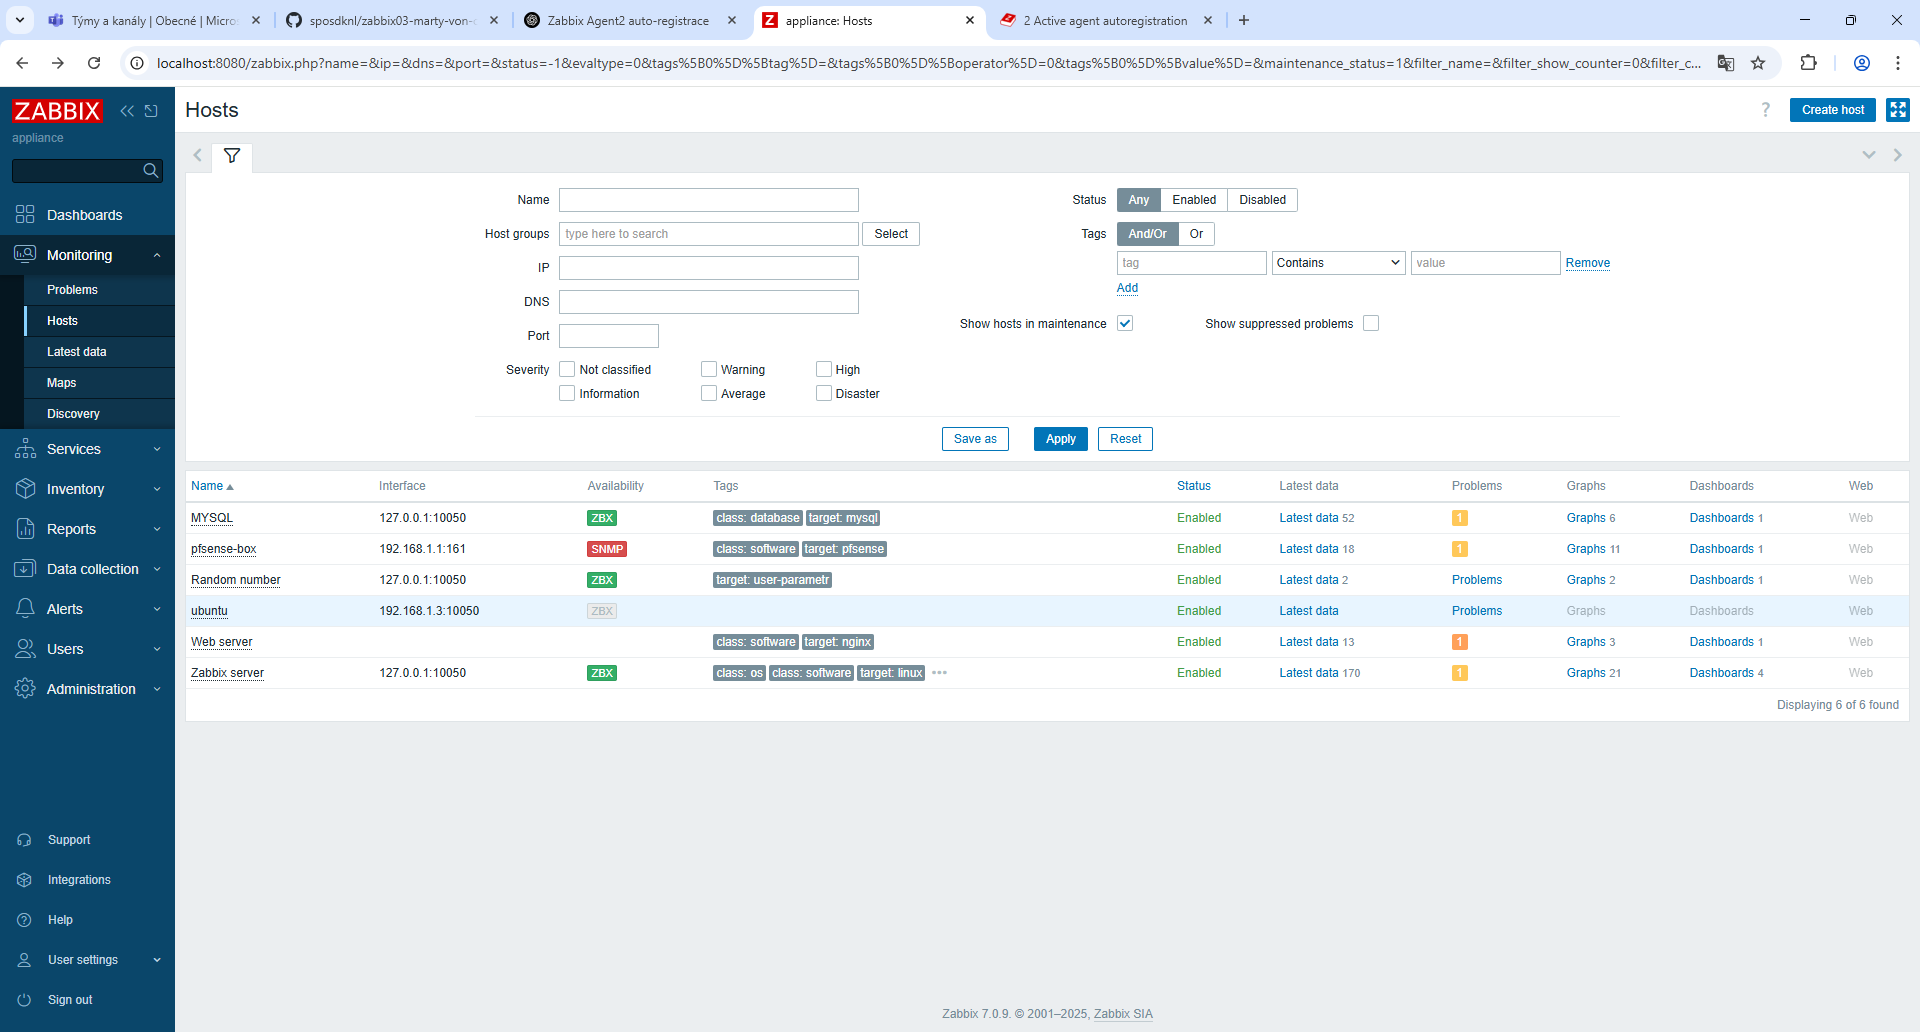 Týmy a kanály | Obecné | Micros
sposdknl/zabbix03-marty-von-c
Zabbix Agent2 auto-registrace
appliance: Hosts
2 Active agent autoregistration
localhost:8080/zabbix.php?name=&ip=&dns=&port=&status=-1&evaltype=0&tags%5B0%5D%5Btag%5D=&tags%5B0%5D%5Boperator%5D=0&tags%5B0%5D%5Bvalue%5D=&maintenance_status=1&filter_name=&filter_show_counter=0&filter_c...
ZABBIX
appliance
Dashboards
Monitoring
Problems
Hosts
Latest data
Maps
Discovery
Services
Inventory
Reports
Data collection
Alerts
Users
Administration
Support
Integrations
Help
User settings
Sign out
Hosts
? Create host
Name
Host groups type here to search Select
IP
DNS
Port
Severity Not classified Warning High
Information Average Disaster
Status Any Enabled Disabled
Tags And/Or Or
tag Contains value Remove
Add
Show hosts in maintenance Show suppressed problems
Save as Apply Reset
Name Interface Availability Tags Status Latest data Problems Graphs Dashboards Web
MYSQL 127.0.0.1:10050 ZBX class: database target: mysql Enabled Latest data 52 1 Graphs 6 Dashboards 1 Web
pfsense-box 192.168.1.1:161 SNMP class: software target: pfsense Enabled Latest data 18 1 Graphs 11 Dashboards 1 Web
Random number 127.0.0.1:10050 ZBX target: user-parametr Enabled Latest data 2 Problems Graphs 2 Dashboards 1 Web
ubuntu 192.168.1.3:10050 ZBX Enabled Latest data Problems Graphs Dashboards Web
Web server class: software target: nginx Enabled Latest data 13 1 Graphs 3 Dashboards 1 Web
Zabbix server 127.0.0.1:10050 ZBX class: os class: software target: linux ••• Enabled Latest data 170 1 Graphs 21 Dashboards 4 Web
Displaying 6 of 6 found
Zabbix 7.0.9. © 2001–2025, Zabbix SIA